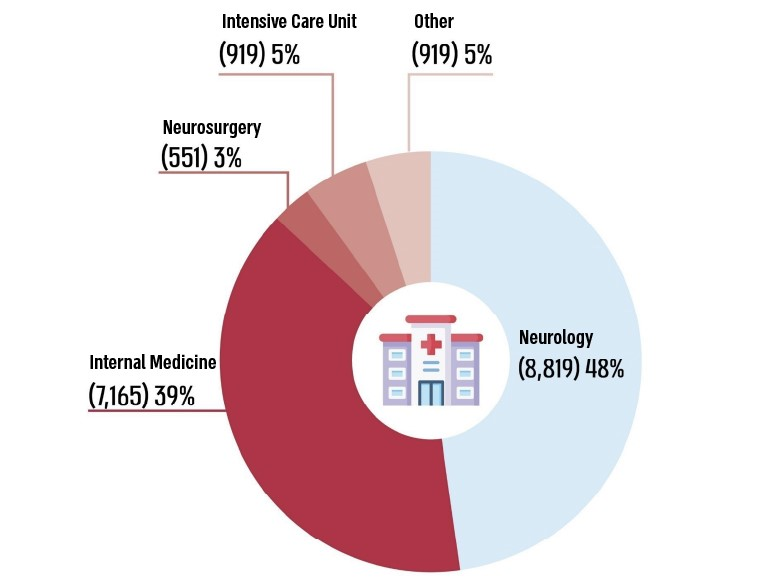 Intensive Care Unit
(919) 5%
Other
(919) 5%
Neurosurgery
(551) 3%
Neurology
(8,819) 48%
Internal Medicine
(7,165) 39%